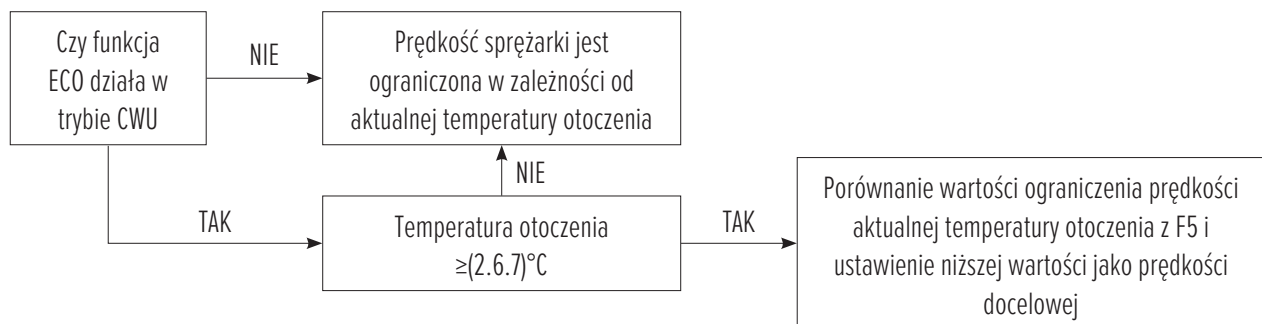 Czy funkcja
ECO działa w
trybie CWU
NIE
Prędkość sprężarki jest
ograniczona w zależności od
aktualnej temperatury otoczenia
NIE
TAK
Temperatura otoczenia
≥(2.6.7)°C
TAK
Porównanie wartości ograniczenia prędkości
aktualnej temperatury otoczenia z F5 i
ustawienie niższej wartości jako prędkości
docelowej